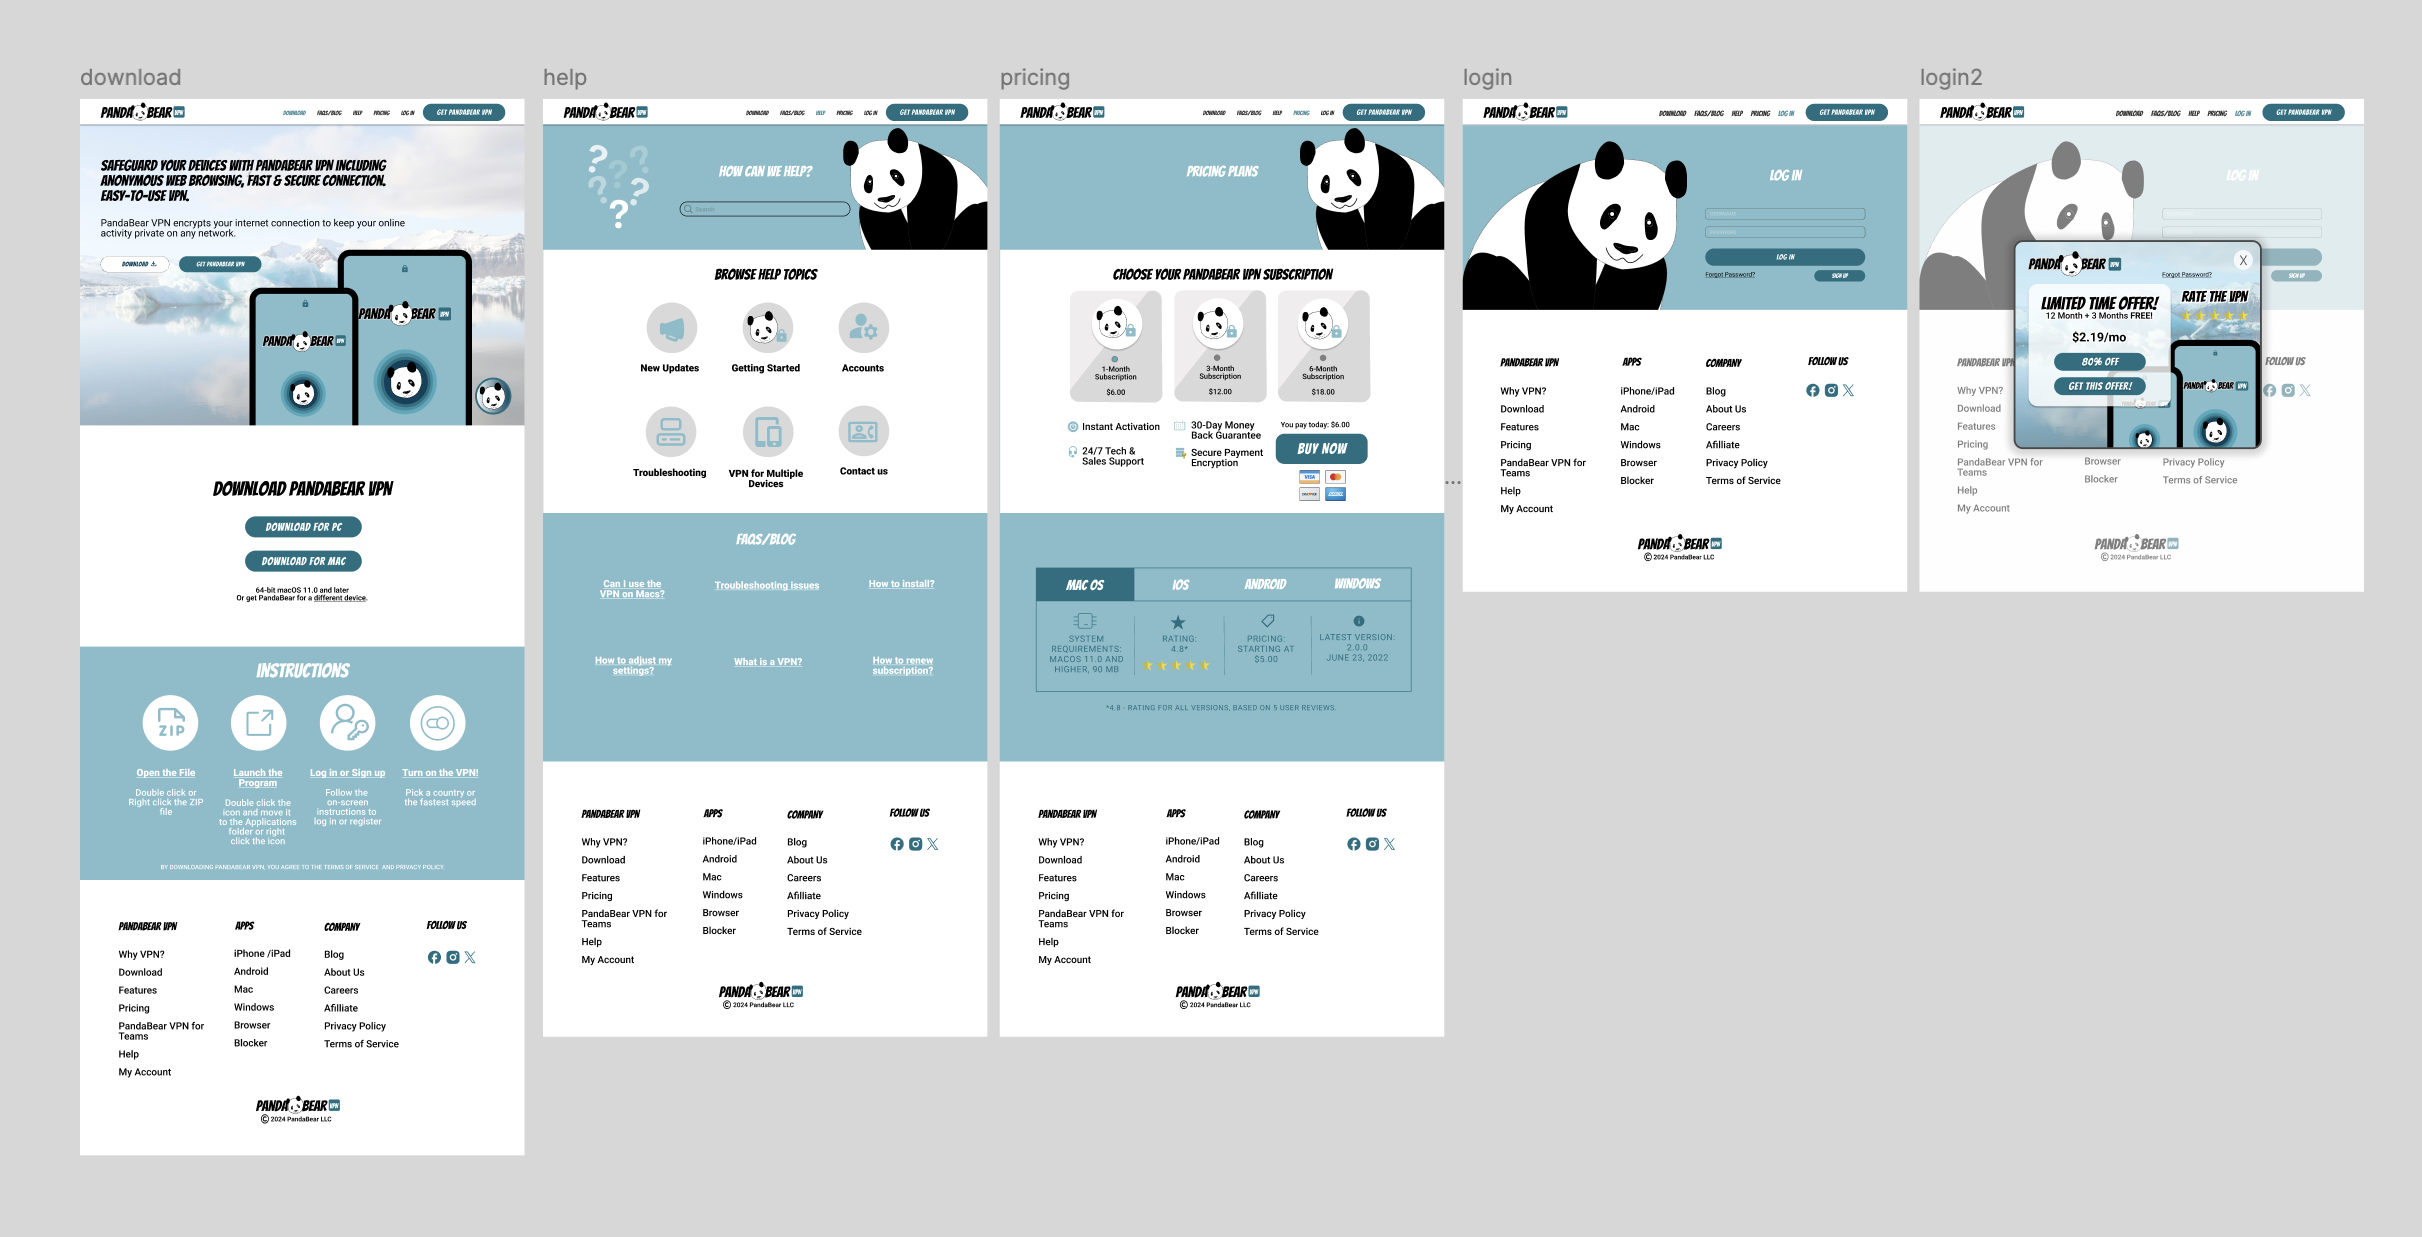 download
PANDA BEAR VPN
DOWNLOAD
FAQS/BLOG
HELP
PRICING
LOG IN
GET PANDABEAR VPN
SAFEGUARD YOUR DEVICES WITH PANDABEAR VPN INCLUDING
ANONYMOUS WEB BROWSING, FAST & SECURE CONNECTION.
EASY-TO-USE VPN.
PandaBear VPN encrypts your internet connection to keep your online
activity private on any network.
DOWNLOAD
GET PANDABEAR VPN
PANDA BEAR VPN
PANDA BEAR VPN
DOWNLOAD PANDABEAR VPN
DOWNLOAD FOR PC
DOWNLOAD FOR MAC
64-bit macOS 11.0 and later
Or get PandaBear for a different device.
INSTRUCTIONS
ZIP
Open the File
Double click or
Right click the ZIP
file
Launch the
Program
Double click the
icon and move it
to the Applications
folder or right
click the icon
Log in or Sign up
Follow the
on-screen
instructions to
log in or register
Turn on the VPN!
Pick a country or
the fastest speed
BY DOWNLOADING PANDABEAR VPN, YOU AGREE TO THE TERMS OF SERVICE AND PRIVACY POLICY.
PANDABEAR VPN
Why VPN?
Download
Features
Pricing
PandaBear VPN for
Teams
Help
My Account
APPS
iPhone /iPad
Android
Mac
Windows
Browser
Blocker
COMPANY
Blog
About Us
Careers
Afilliate
Privacy Policy
Terms of Service
FOLLOW US
PANDA BEAR VPN
© 2024 PandaBear LLC
help
PANDA BEAR VPN
DOWNLOAD
FAQS/BLOG
HELP
PRICING
LOG IN
GET PANDABEAR VPN
? ? ? ? ? ? ?
HOW CAN WE HELP?
Search
BROWSE HELP TOPICS
New Updates
Getting Started
Accounts
Troubleshooting
VPN for Multiple
Devices
Contact us
FAQS/BLOG
Can I use the
VPN on Macs?
Troubleshooting issues
How to install?
How to adjust my
settings?
What is a VPN?
How to renew
subscription?
PANDABEAR VPN
Why VPN?
Download
Features
Pricing
PandaBear VPN for
Teams
Help
My Account
APPS
iPhone/iPad
Android
Mac
Windows
Browser
Blocker
COMPANY
Blog
About Us
Careers
Afilliate
Privacy Policy
Terms of Service
FOLLOW US
PANDA BEAR VPN
© 2024 PandaBear LLC
pricing
PANDA BEAR VPN
DOWNLOAD
FAQS/BLOG
HELP
PRICING
LOG IN
GET PANDABEAR VPN
PRICING PLANS
CHOOSE YOUR PANDABEAR VPN SUBSCRIPTION
1-Month
Subscription
$6.00
3-Month
Subscription
$12.00
6-Month
Subscription
$18.00
Instant Activation
24/7 Tech &
Sales Support
30-Day Money
Back Guarantee
Secure Payment
Encryption
You pay today: $6.00
BUY NOW
VISA
MAC OS
IOS
ANDROID
WINDOWS
SYSTEM
REQUIREMENTS:
MACOS 11.0 AND
HIGHER, 90 MB
RATING:
4.8*
PRICING:
STARTING AT
$5.00
LATEST VERSION:
2.0.0
JUNE 23, 2022
*4.8 - RATING FOR ALL VERSIONS, BASED ON 5 USER REVIEWS.
PANDABEAR VPN
Why VPN?
Download
Features
Pricing
PandaBear VPN for
Teams
Help
My Account
APPS
iPhone/iPad
Android
Mac
Windows
Browser
Blocker
COMPANY
Blog
About Us
Careers
Afilliate
Privacy Policy
Terms of Service
FOLLOW US
PANDA BEAR VPN
© 2024 PandaBear LLC
...
login
PANDA BEAR VPN
DOWNLOAD
FAQS/BLOG
HELP
PRICING
LOG IN
GET PANDABEAR VPN
LOG IN
LOG IN
Forgot Password?
SIGN UP
PANDABEAR VPN
Why VPN?
Download
Features
Pricing
PandaBear VPN for
Teams
Help
My Account
APPS
iPhone/iPad
Android
Mac
Windows
Browser
Blocker
COMPANY
Blog
About Us
Careers
Afilliate
Privacy Policy
Terms of Service
FOLLOW US
PANDA BEAR VPN
© 2024 PandaBear LLC
login2
PANDA BEAR VPN
DOWNLOAD
FAQS/BLOG
HELP
PRICING
LOG IN
GET PANDABEAR VPN
LOG IN
PANDA BEAR VPN
X
Forgot Password?
SIGN UP
LIMITED TIME OFFER!
12 Month + 3 Months FREE!
$2.19/mo
80% OFF
GET THIS OFFER!
RATE THE VPN
PANDA BEAR VPN
PANDABEAR VPN
Why VPN?
Download
Features
Pricing
PandaBear VPN for
Teams
Help
My Account
Browser
Blocker
Privacy Policy
Terms of Service
FOLLOW US
PANDA BEAR VPN
© 2024 PandaBear LLC